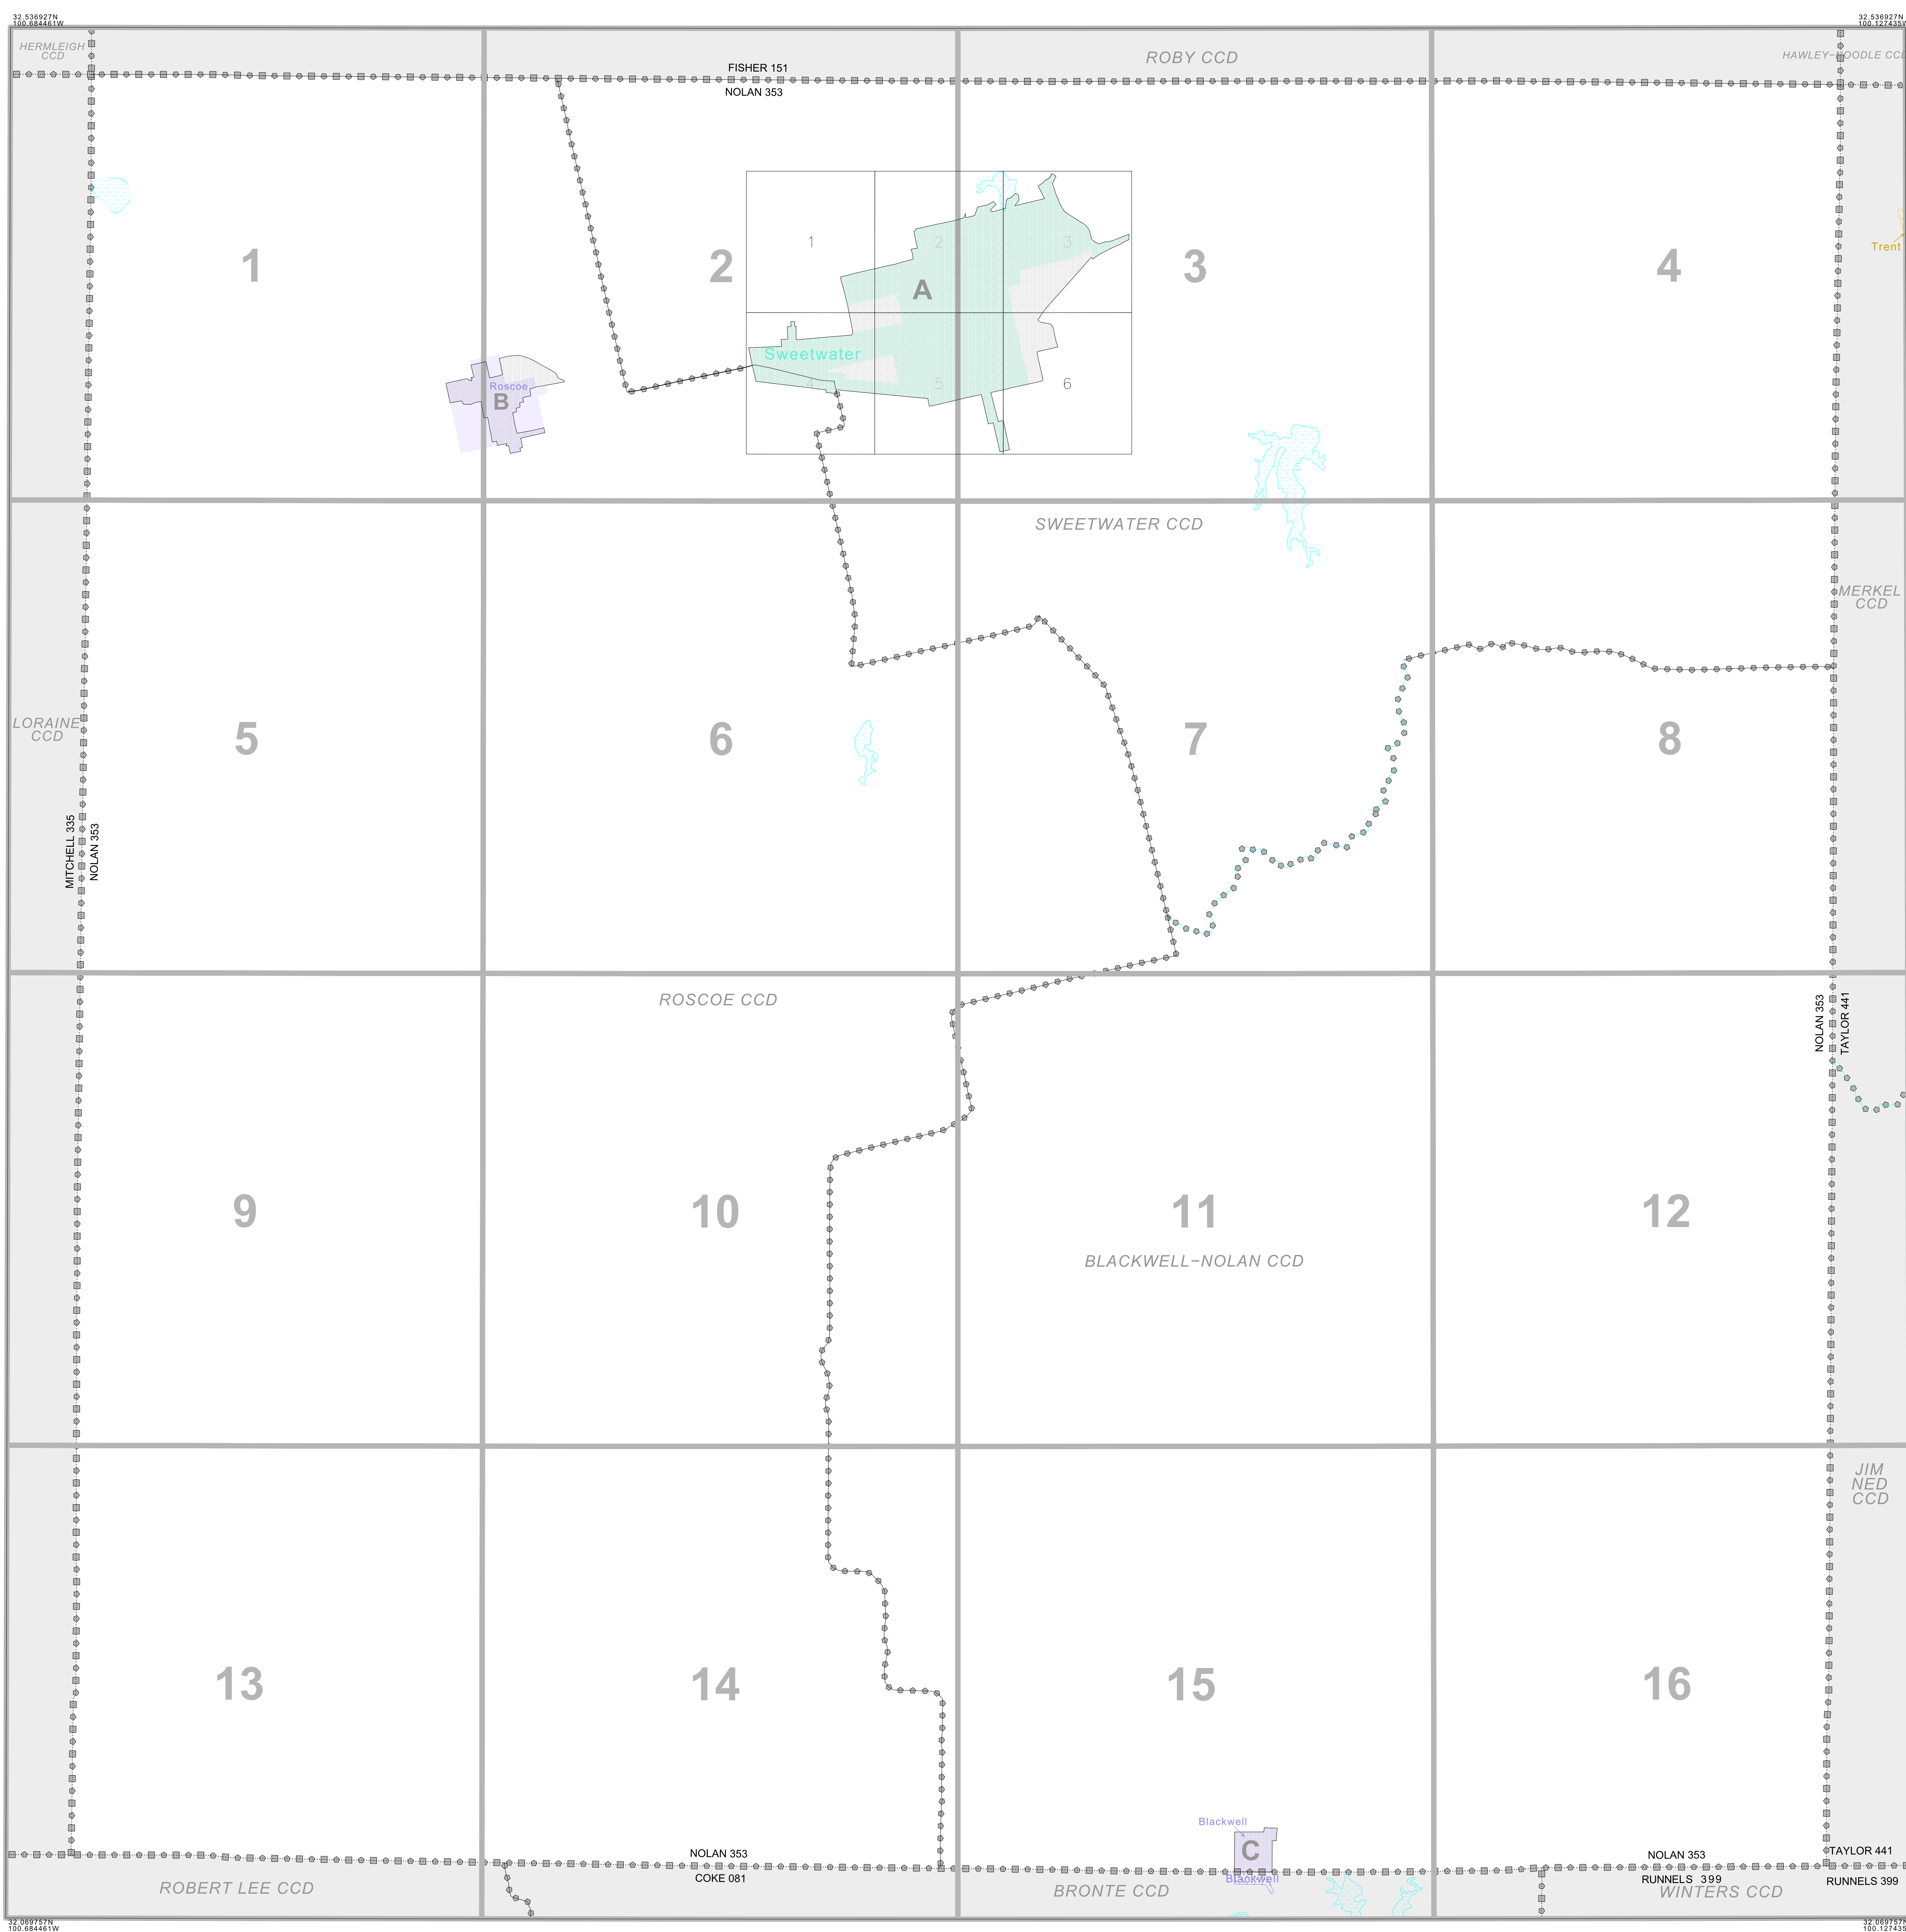 32.536927N
100.684461W
32.536927N
100.127435W
HERMLEIGH
CCD
ROBY CCD
FISHER 151
NOLAN 353
1
2
3
4
1
2
3
A
Trent
Sweetwater
4
5
6
Roscoe
B
SWEETWATER CCD
MERKEL
CCD
LORAINE
CCD
5
6
7
8
MITCHELL 335
NOLAN 353
ROSCOE CCD
NOLAN 353
TAYLOR 441
9
10
11
12
BLACKWELL-NOLAN CCD
JIM
NED
CCD
13
14
15
16
Blackwell
C
Blackwell
NOLAN 353
COKE 081
NOLAN 353
RUNNELS 399
TAYLOR 441
RUNNELS 399
ROBERT LEE CCD
BRONTE CCD
WINTERS CCD
32.069757N
100.684461W
32.069757N
100.127435